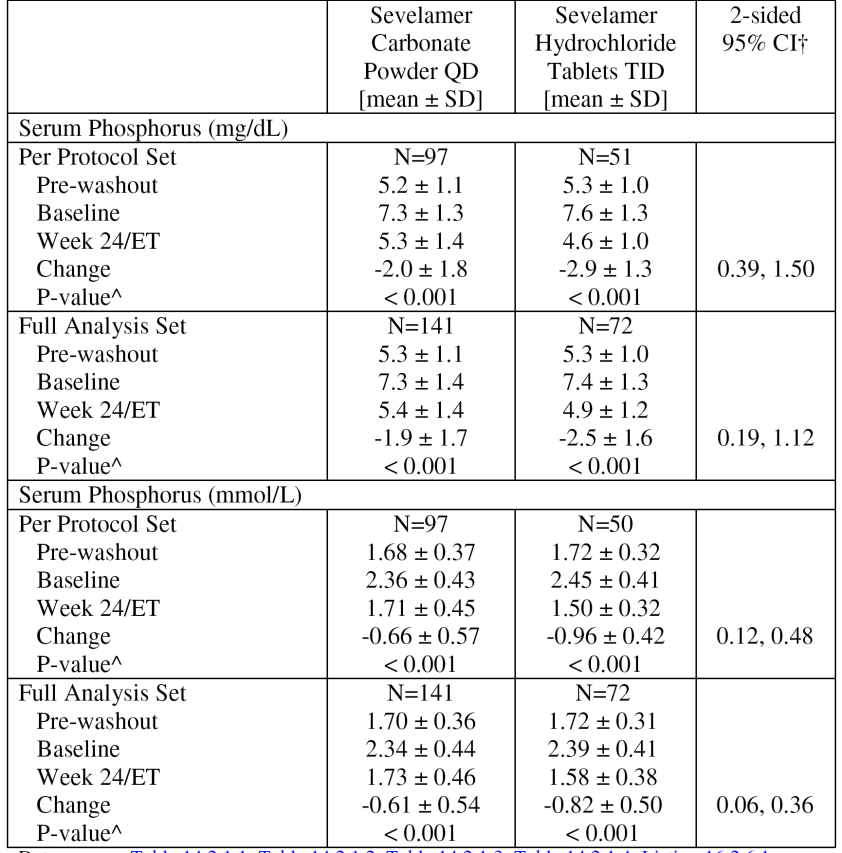 Sevelamer Carbonate Powder QD [mean ± SD] Sevelamer Hydrochloride Tablets TID [mean ± SD] 2-sided 95% CI†
Serum Phosphorus (mg/dL)
Per Protocol Set N=97 N=51
Pre-washout 5.2 ± 1.1 5.3 ± 1.0
Baseline 7.3 ± 1.3 7.6 ± 1.3
Week 24/ET 5.3 ± 1.4 4.6 ± 1.0
Change -2.0 ± 1.8 -2.9 ± 1.3 0.39, 1.50
P-value^ < 0.001 < 0.001
Full Analysis Set N=141 N=72
Pre-washout 5.3 ± 1.1 5.3 ± 1.0
Baseline 7.3 ± 1.4 7.4 ± 1.3
Week 24/ET 5.4 ± 1.4 4.9 ± 1.2
Change -1.9 ± 1.7 -2.5 ± 1.6 0.19, 1.12
P-value^ < 0.001 < 0.001
Serum Phosphorus (mmol/L)
Per Protocol Set N=97 N=50
Pre-washout 1.68 ± 0.37 1.72 ± 0.32
Baseline 2.36 ± 0.43 2.45 ± 0.41
Week 24/ET 1.71 ± 0.45 1.50 ± 0.32
Change -0.66 ± 0.57 -0.96 ± 0.42 0.12, 0.48
P-value^ < 0.001 < 0.001
Full Analysis Set N=141 N=72
Pre-washout 1.70 ± 0.36 1.72 ± 0.31
Baseline 2.34 ± 0.44 2.39 ± 0.41
Week 24/ET 1.73 ± 0.46 1.58 ± 0.38
Change -0.61 ± 0.54 -0.82 ± 0.50 0.06, 0.36
P-value^ < 0.001 < 0.001